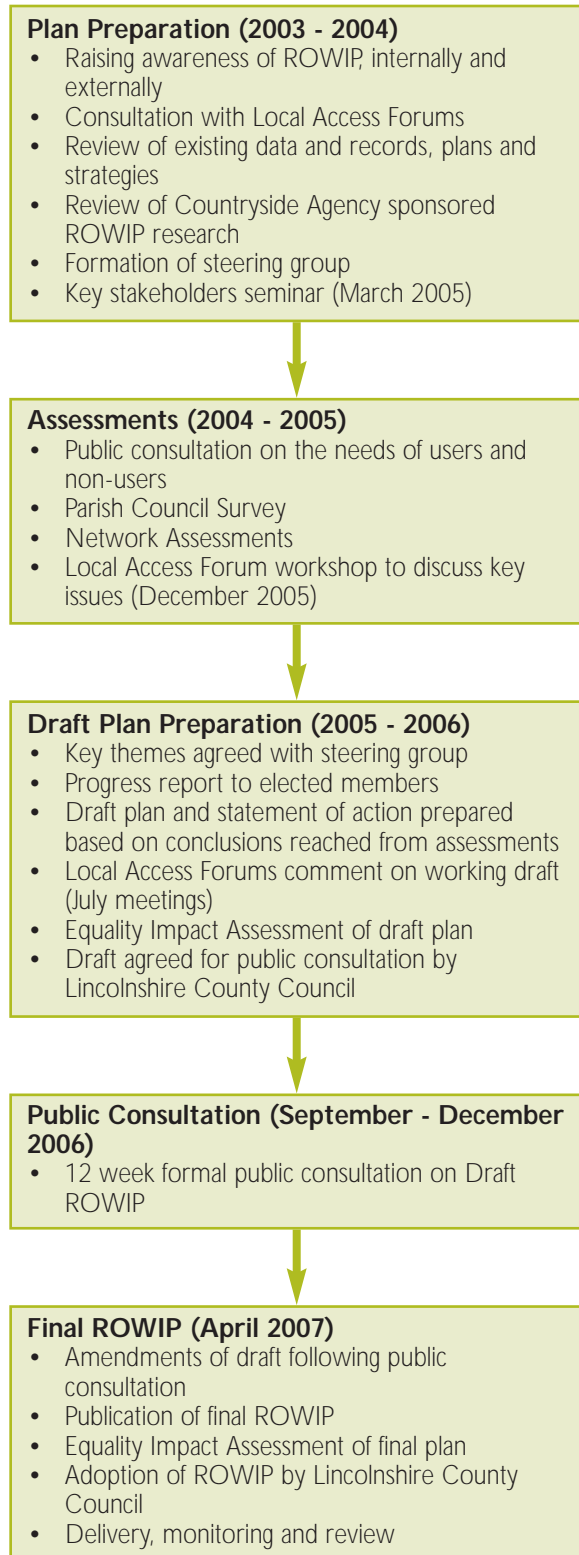 Plan Preparation (2003 - 2004)
• Raising awareness of ROWIP, internally and
externally
• Consultation with Local Access Forums
• Review of existing data and records, plans and
strategies
• Review of Countryside Agency sponsored
ROWIP research
• Formation of steering group
• Key stakeholders seminar (March 2005)
Assessments (2004 - 2005)
• Public consultation on the needs of users and
non-users
• Parish Council Survey
• Network Assessments
• Local Access Forum workshop to discuss key
issues (December 2005)
Draft Plan Preparation (2005 - 2006)
• Key themes agreed with steering group
• Progress report to elected members
• Draft plan and statement of action prepared
based on conclusions reached from assessments
• Local Access Forums comment on working draft
(July meetings)
• Equality Impact Assessment of draft plan
• Draft agreed for public consultation by
Lincolnshire County Council
Public Consultation (September - December
2006)
• 12 week formal public consultation on Draft
ROWIP
Final ROWIP (April 2007)
• Amendments of draft following public
consultation
• Publication of final ROWIP
• Equality Impact Assessment of final plan
• Adoption of ROWIP by Lincolnshire County
Council
• Delivery, monitoring and review